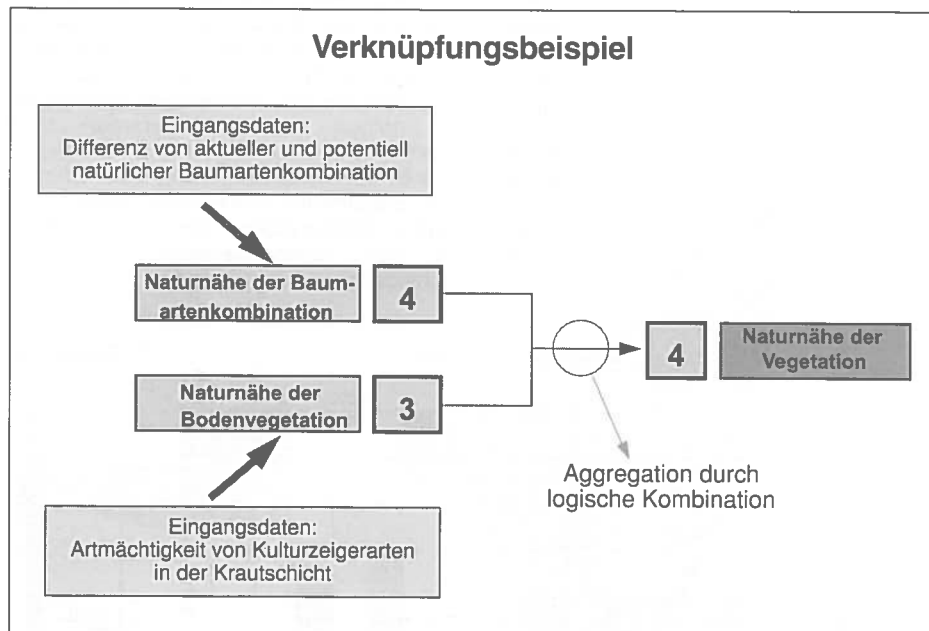 Verknüpfungsbeispiel
Eingangsdaten:
Differenz von aktueller und potentiell
natürlicher Baumartenkombination
Naturnähe der Baum-
artenkombination
4
Naturnähe der
Bodenvegetation
3
4
Naturnähe der
Vegetation
Aggregation durch
logische Kombination
Eingangsdaten:
Artmächtigkeit von Kulturzeigerarten
in der Krautschicht